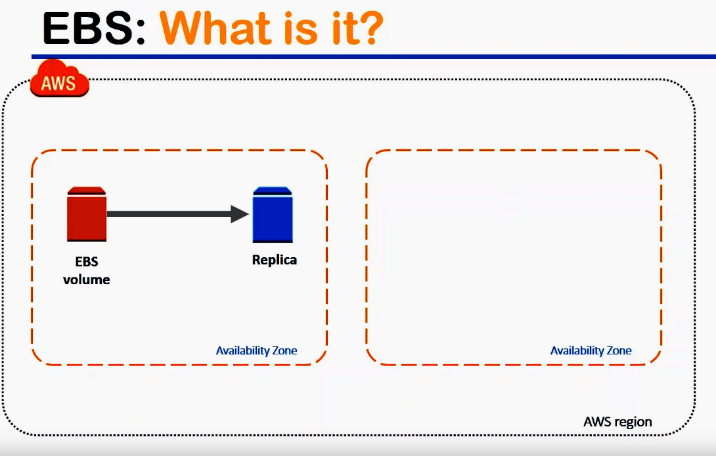 EBS: What is it?
AWS
EBS
volume
Replica
Availability Zone
Availability Zone
AWS region